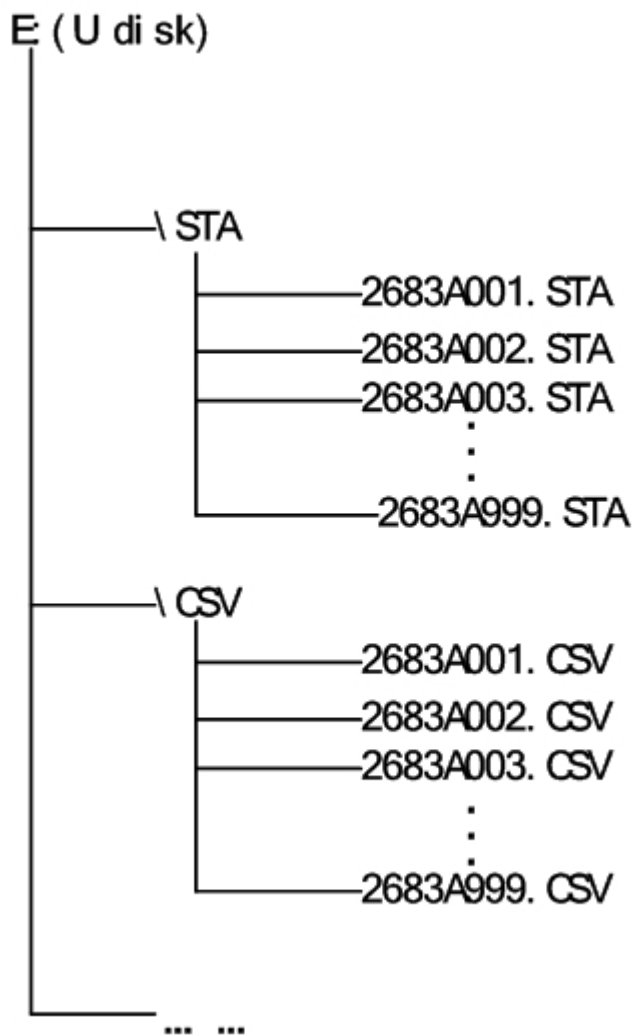 E: (U disk)
\STA
2683A001. STA
2683A002. STA
2683A003. STA
⋮
2683A999. STA
\CSV
2683A001. CSV
2683A002. CSV
2683A003. CSV
⋮
2683A999. CSV
... ...